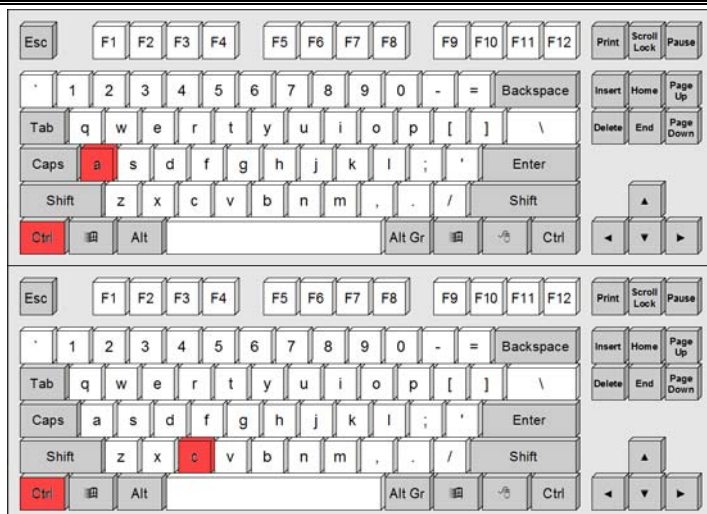 Esc F1 F2 F3 F4 F5 F6 F7 F8 F9 F10 F11 F12 Print Scroll Lock Pause
` 1 2 3 4 5 6 7 8 9 0 - = Backspace Insert Home Page Up
Tab q w e r t y u i o p [ ] \ Delete End Page Down
Caps a s d f g h j k l ; ' Enter
Shift z x c v b n m , . / Shift ▲
Ctrl Alt Alt Gr Ctrl ◄ ▼ ►
Esc F1 F2 F3 F4 F5 F6 F7 F8 F9 F10 F11 F12 Print Scroll Lock Pause
` 1 2 3 4 5 6 7 8 9 0 - = Backspace Insert Home Page Up
Tab q w e r t y u i o p [ ] \ Delete End Page Down
Caps a s d f g h j k l ; ' Enter
Shift z x c v b n m , . / Shift ▲
Ctrl Alt Alt Gr Ctrl ◄ ▼ ►